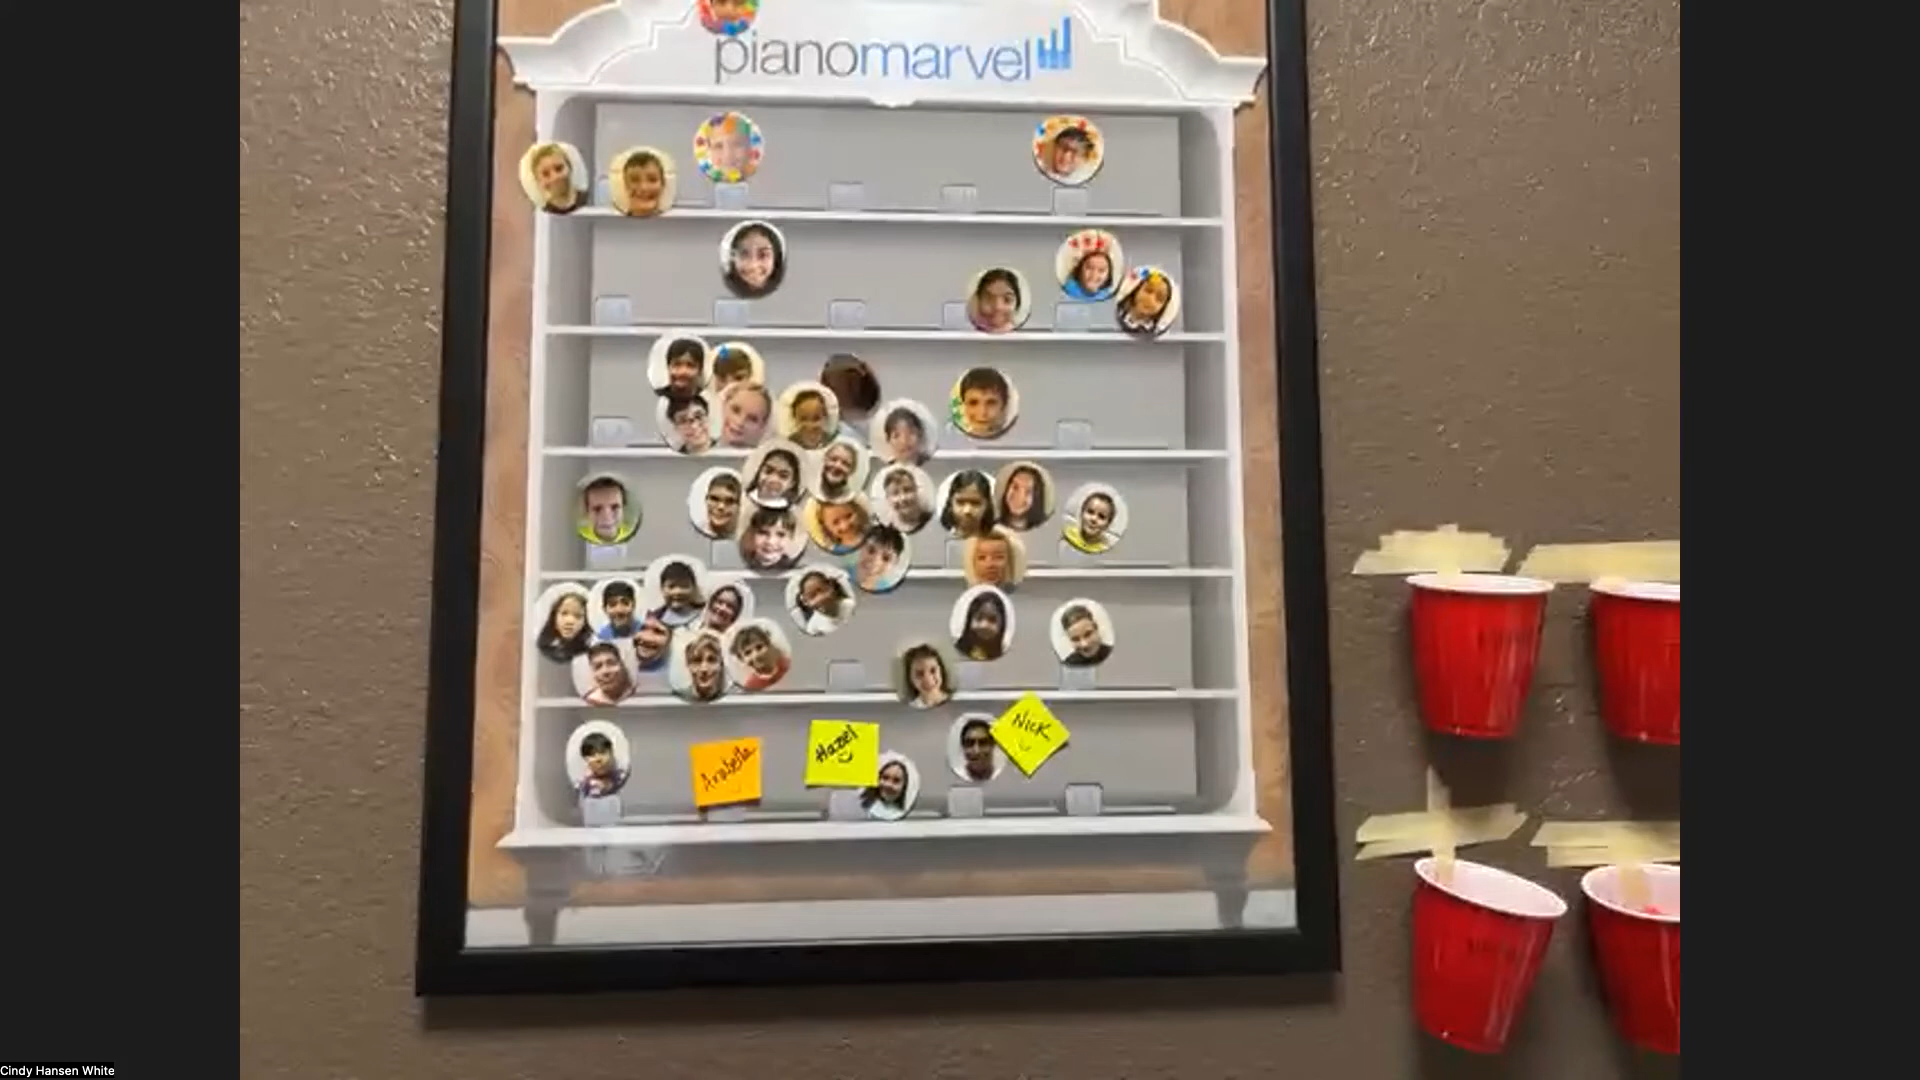 pianomarvel
Arabella
Hazel
Nick
Cindy Hansen White